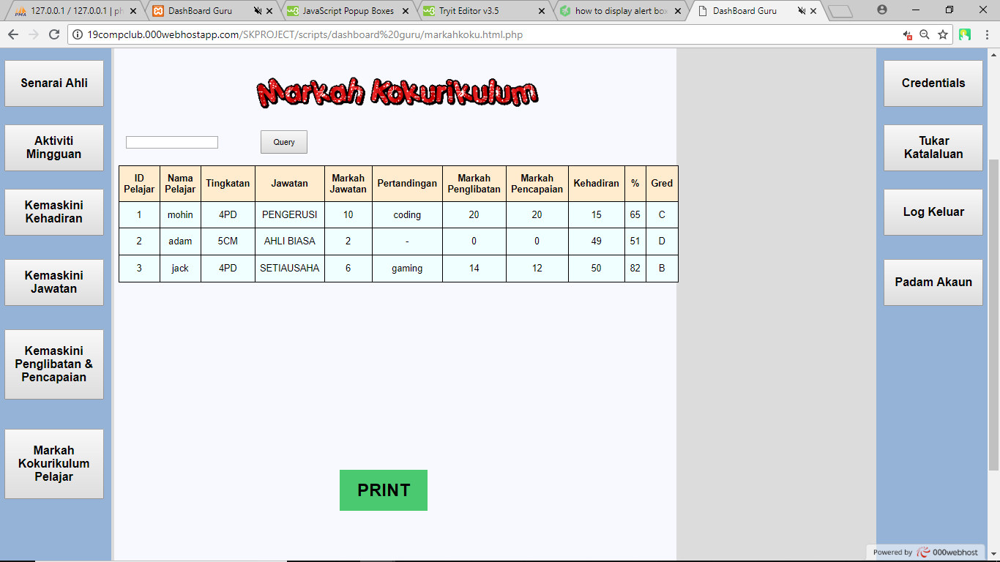 127.0.0.1 / 127.0.0.1 | ph
DashBoard Guru
JavaScript Popup Boxes
Tryit Editor v3.5
how to display alert box
DashBoard Guru
19compclub.000webhostapp.com/SKPROJECT/scripts/dashboard%20guru/markahkoku.html.php
Senarai Ahli
Aktiviti
Mingguan
Kemaskini
Kehadiran
Kemaskini
Jawatan
Kemaskini
Penglibatan &
Pencapaian
Markah
Kokurikulum
Pelajar
Markah Kokurikulum
Query
ID Pelajar Nama Pelajar Tingkatan Jawatan Markah Jawatan Pertandingan Markah Penglibatan Markah Pencapaian Kehadiran % Gred
1 mohin 4PD PENGERUSI 10 coding 20 20 15 65 C
2 adam 5CM AHLI BIASA 2 - 0 0 49 51 D
3 jack 4PD SETIAUSAHA 6 gaming 14 12 50 82 B
PRINT
Credentials
Tukar
Katalaluan
Log Keluar
Padam Akaun
Powered by 000webhost